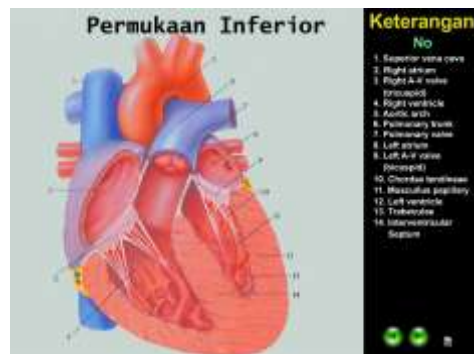 Permukaan Inferior
Keterangan
No
1. Superior vena cava
2. Right atrium
3. Right A-V valve
(tricuspid)
4. Right ventricle
5. Aortic arch
6. Pulmonary trunk
7. Pulmonary valve
8. Left atrium
9. Left A-V valve
(bicuspid)
10. Chordae tendineae
11. Musculus papillary
12. Left ventricle
13. Trabeculae
14. Interventricular
Septum